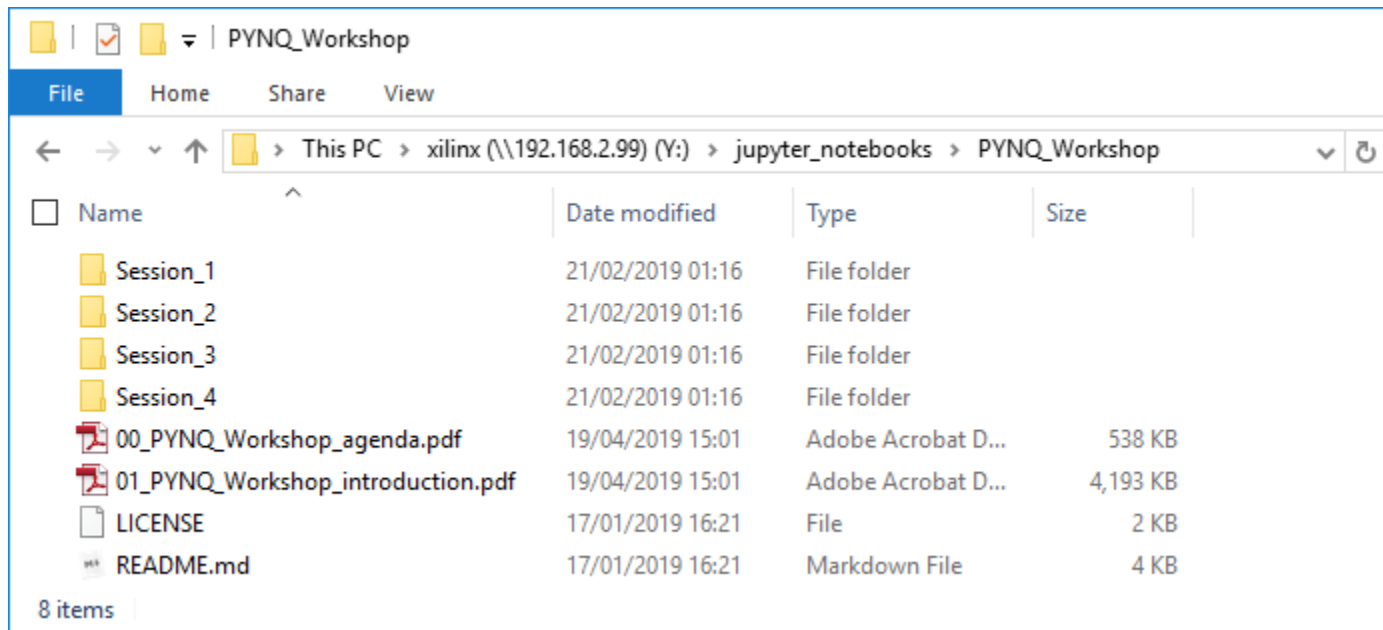 PYNQ_Workshop
File Home Share View
This PC > xilinx (\\192.168.2.99) (Y:) > jupyter_notebooks > PYNQ_Workshop
Name Date modified Type Size
Session_1 21/02/2019 01:16 File folder
Session_2 21/02/2019 01:16 File folder
Session_3 21/02/2019 01:16 File folder
Session_4 21/02/2019 01:16 File folder
00_PYNQ_Workshop_agenda.pdf 19/04/2019 15:01 Adobe Acrobat D... 538 KB
01_PYNQ_Workshop_introduction.pdf 19/04/2019 15:01 Adobe Acrobat D... 4,193 KB
LICENSE 17/01/2019 16:21 File 2 KB
README.md 17/01/2019 16:21 Markdown File 4 KB
8 items